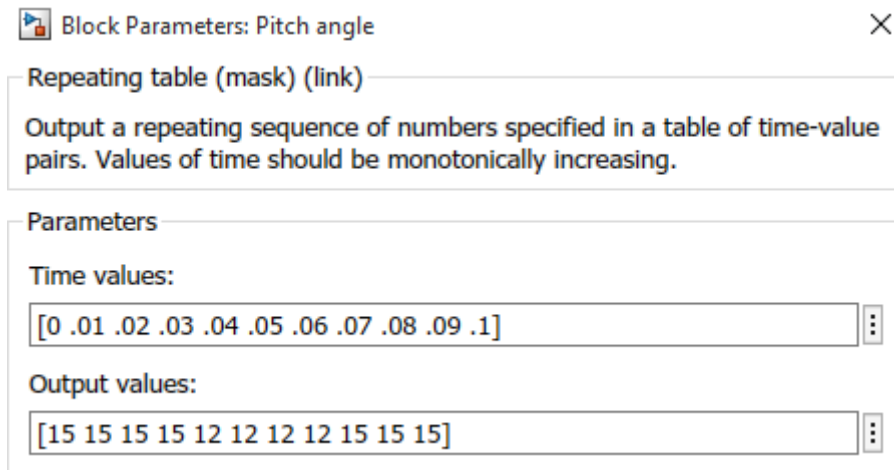 Block Parameters: Pitch angle
Repeating table (mask) (link)
Output a repeating sequence of numbers specified in a table of time-value
pairs. Values of time should be monotonically increasing.
Parameters
Time values:
[0 .01 .02 .03 .04 .05 .06 .07 .08 .09 .1]
Output values:
[15 15 15 15 12 12 12 12 15 15 15]